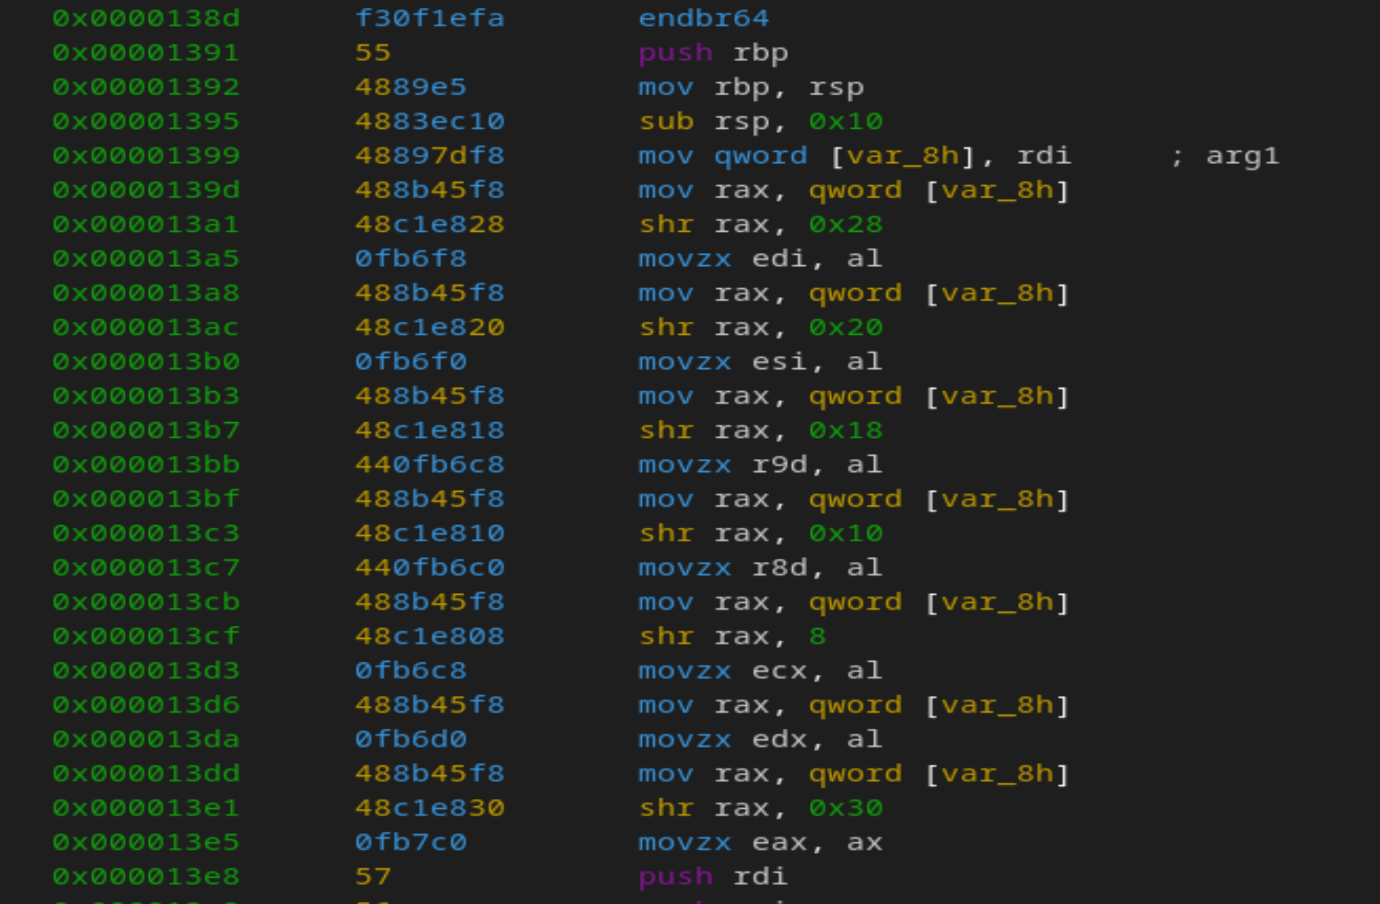 0x0000138d f30f1efa endbr64
0x00001391 55 push rbp
0x00001392 4889e5 mov rbp, rsp
0x00001395 4883ec10 sub rsp, 0x10
0x00001399 48897df8 mov qword [var_8h], rdi ; arg1
0x0000139d 488b45f8 mov rax, qword [var_8h]
0x000013a1 48c1e828 shr rax, 0x28
0x000013a5 0fb6f8 movzx edi, al
0x000013a8 488b45f8 mov rax, qword [var_8h]
0x000013ac 48c1e820 shr rax, 0x20
0x000013b0 0fb6f0 movzx esi, al
0x000013b3 488b45f8 mov rax, qword [var_8h]
0x000013b7 48c1e818 shr rax, 0x18
0x000013bb 440fb6c8 movzx r9d, al
0x000013bf 488b45f8 mov rax, qword [var_8h]
0x000013c3 48c1e810 shr rax, 0x10
0x000013c7 440fb6c0 movzx r8d, al
0x000013cb 488b45f8 mov rax, qword [var_8h]
0x000013cf 48c1e808 shr rax, 8
0x000013d3 0fb6c8 movzx ecx, al
0x000013d6 488b45f8 mov rax, qword [var_8h]
0x000013da 0fb6d0 movzx edx, al
0x000013dd 488b45f8 mov rax, qword [var_8h]
0x000013e1 48c1e830 shr rax, 0x30
0x000013e5 0fb7c0 movzx eax, ax
0x000013e8 57 push rdi